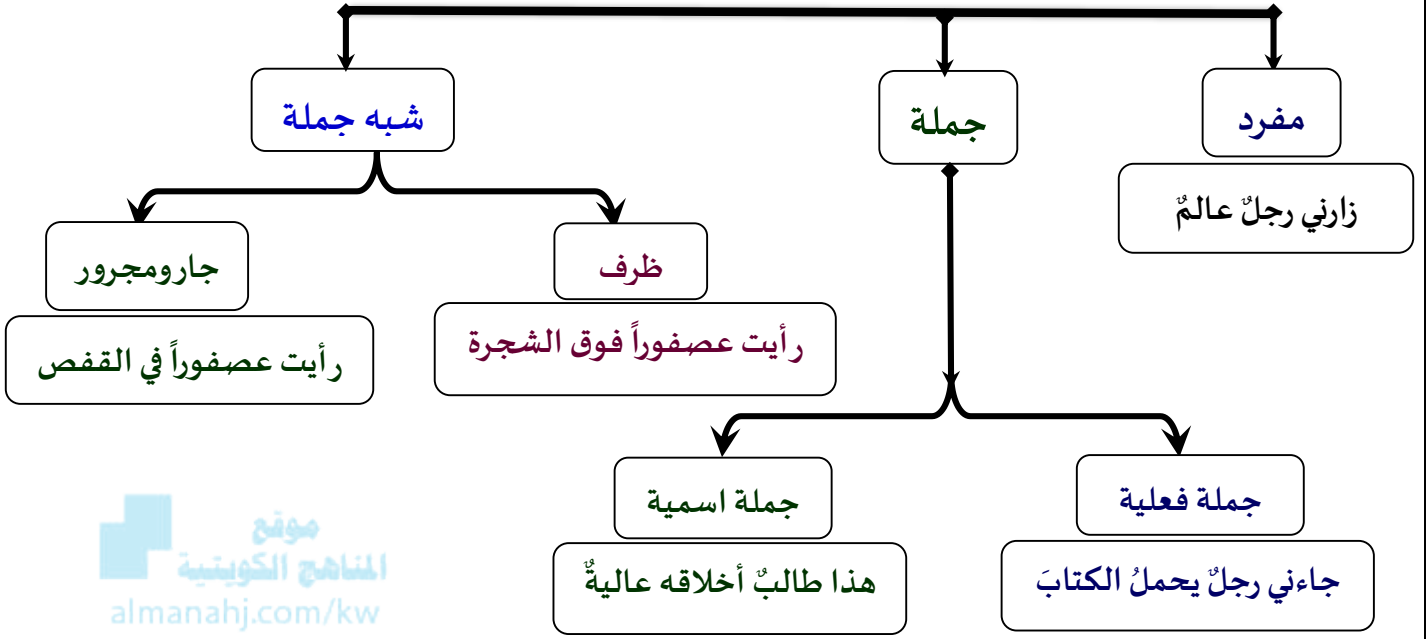 مفرد
زارني رجلٌ عالمٌ
جملة
جملة فعلية
جاءني رجلٌ يحملُ الكتابَ
جملة اسمية
هذا طالبٌ أخلاقه عاليةٌ
شبه جملة
ظرف
رأيت عصفوراً فوق الشجرة
جارومجرور
رأيت عصفوراً في القفص
موقع
المناهج الكويتية
almanahj.com/kw